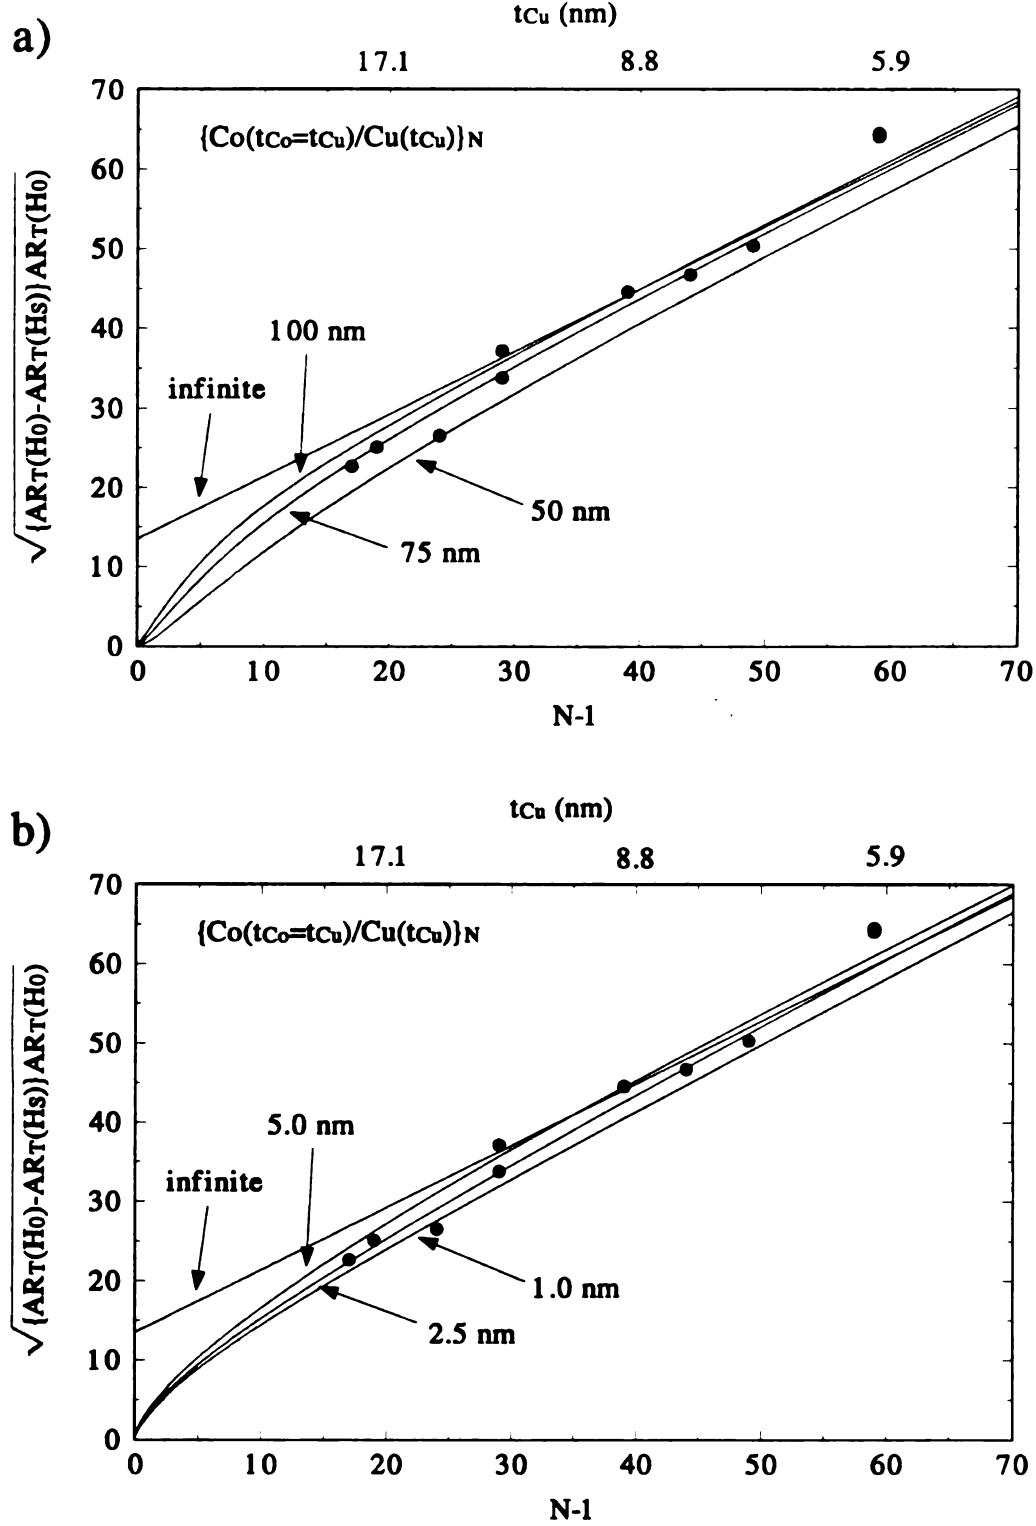 a)
tCu (nm)
17.1 8.8 5.9
70
60
50
40
30
20
10
0
{Co(tCo=tCu)/Cu(tCu)}N
√{ART(H0)-ART(Hs)}ART(H0)
100 nm
infinite
50 nm
75 nm
0 10 20 30 40 50 60 70
N-1
b)
tCu (nm)
17.1 8.8 5.9
70
60
50
40
30
20
10
0
{Co(tCo=tCu)/Cu(tCu)}N
√{ART(H0)-ART(Hs)}ART(H0)
5.0 nm
infinite
1.0 nm
2.5 nm
0 10 20 30 40 50 60 70
N-1